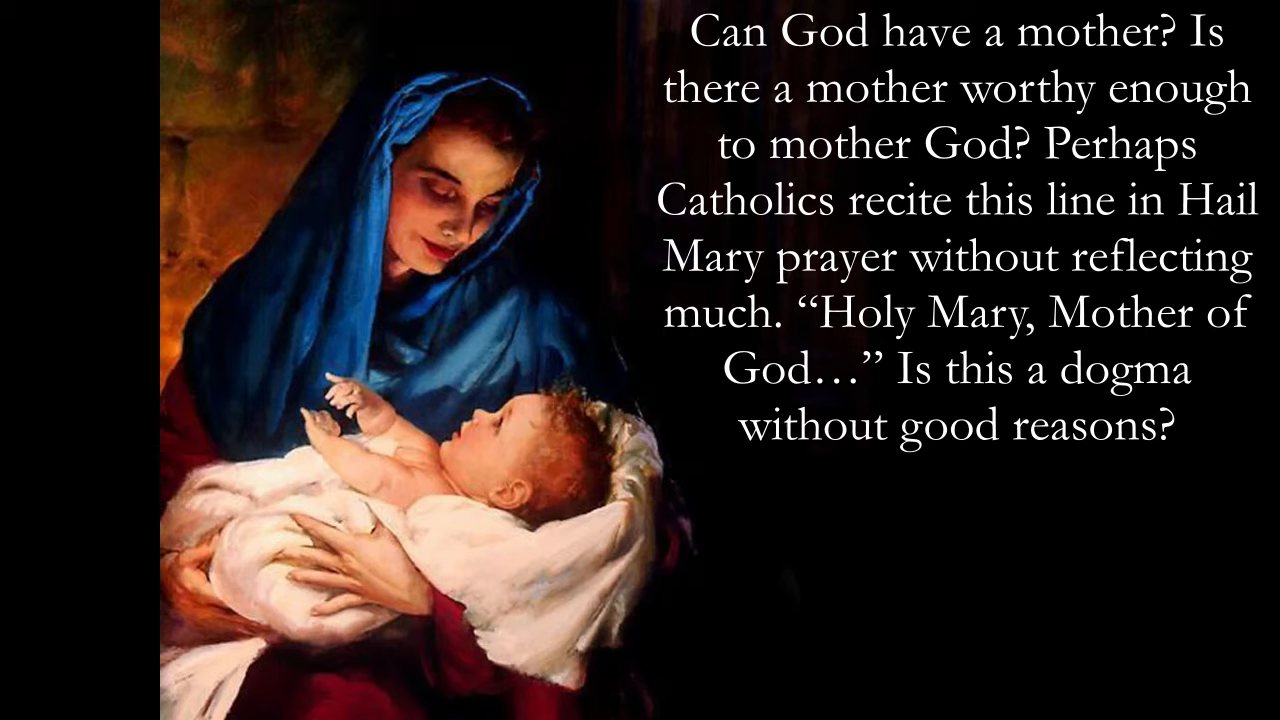 Can God have a mother? Is
there a mother worthy enough
to mother God? Perhaps
Catholics recite this line in Hail
Mary prayer without reflecting
much. “Holy Mary, Mother of
God…” Is this a dogma
without good reasons?